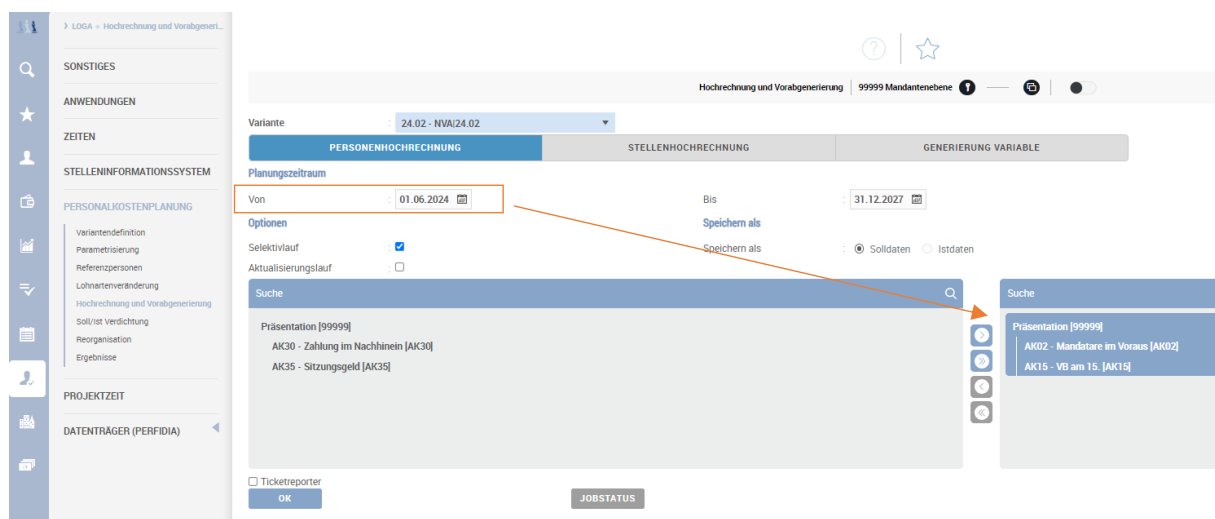 > LOGA » Hochrechnung und Vorabgeneri...
SONSTIGES
ANWENDUNGEN
ZEITEN
STELLENINFORMATIONSSYSTEM
PERSONALKOSTENPLANUNG
Variantendefinition
Parametrisierung
Referenzpersonen
Lohnartenveränderung
Hochrechnung und Vorabgenerierung
Soll/Ist Verdichtung
Reorganisation
Ergebnisse
PROJEKTZEIT
DATENTRÄGER (PERFIDIA)
?
Hochrechnung und Vorabgenerierung | 99999 Mandantenebene
Variante : 24.02 - NVA|24.02
PERSONENHOCHRECHNUNG STELLENHOCHRECHNUNG GENERIERUNG VARIABLE
Planungszeitraum
Von : 01.06.2024 Bis : 31.12.2027
Optionen Speichern als
Selektivlauf : Speichern als : Solldaten Istdaten
Aktualisierungslauf :
Suche Suche
Präsentation [99999]
AK30 - Zahlung im Nachhinein [AK30]
AK35 - Sitzungsgeld [AK35]
Präsentation [99999]
AK02 - Mandatare im Voraus [AK02]
AK15 - VB am 15. [AK15]
Ticketreporter
OK JOBSTATUS